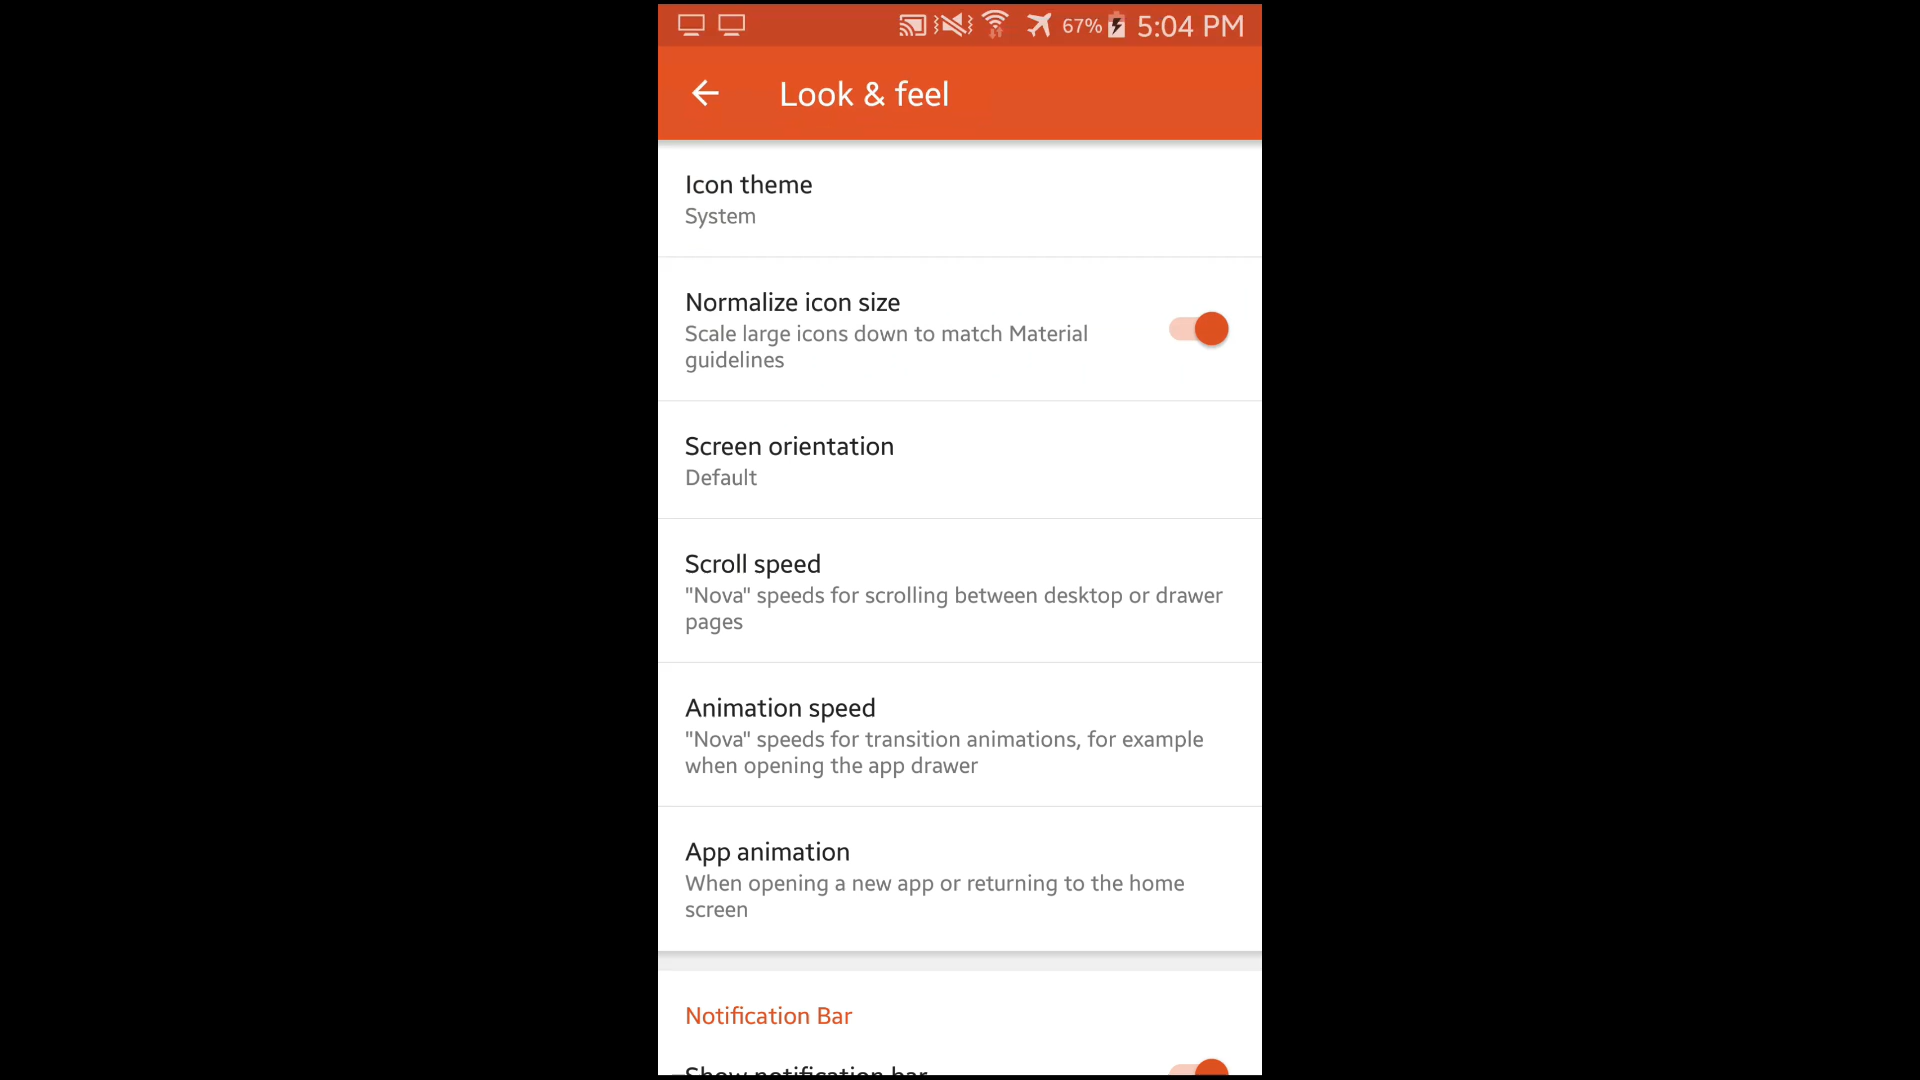 67% 5:04 PM
Look & feel
Icon theme
System
Normalize icon size
Scale large icons down to match Material
guidelines
Screen orientation
Default
Scroll speed
"Nova" speeds for scrolling between desktop or drawer
pages
Animation speed
"Nova" speeds for transition animations, for example
when opening the app drawer
App animation
When opening a new app or returning to the home
screen
Notification Bar
Show notification bar